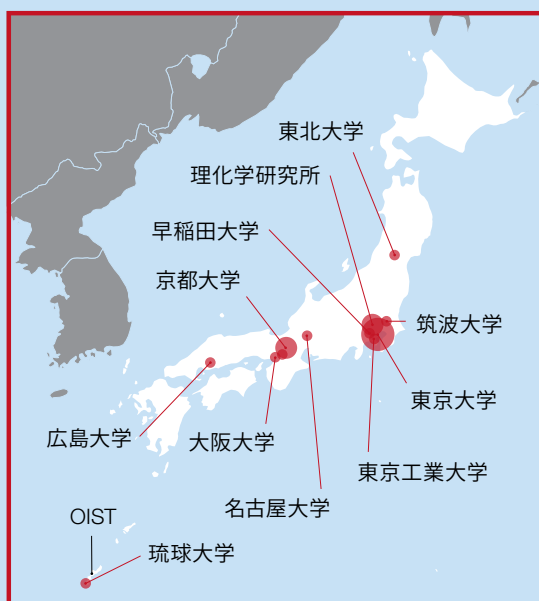 東北大学
理化学研究所
早稲田大学
京都大学
筑波大学
東京大学
広島大学
大阪大学
東京工業大学
名古屋大学
OIST
琉球大学